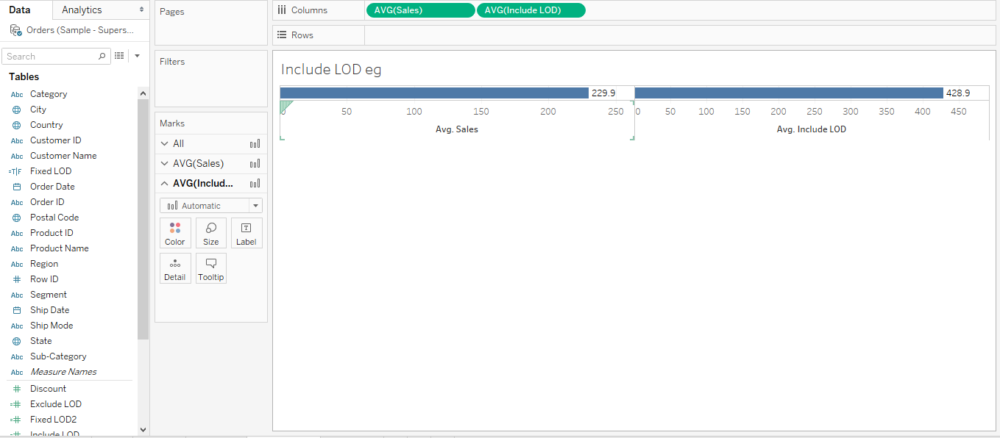 Data
Analytics
Orders (Sample - Supers...
Search
Tables
Abc Category
City
Country
Abc Customer ID
Abc Customer Name
=T|F Fixed LOD
Order Date
Abc Order ID
Postal Code
Abc Product ID
Abc Product Name
Abc Region
# Row ID
Abc Segment
Ship Date
Abc Ship Mode
State
Abc Sub-Category
Abc Measure Names
# Discount
=# Exclude LOD
=# Fixed LOD2
=# Include LOD
Pages
Filters
Marks
All
AVG(Sales)
AVG(Includ...
Automatic
Color Size Label
Detail Tooltip
Columns AVG(Sales) AVG(Include LOD)
Rows
Include LOD eg
229.9 428.9
0 50 100 150 200 250 0 50 100 150 200 250 300 350 400 450
Avg. Sales Avg. Include LOD